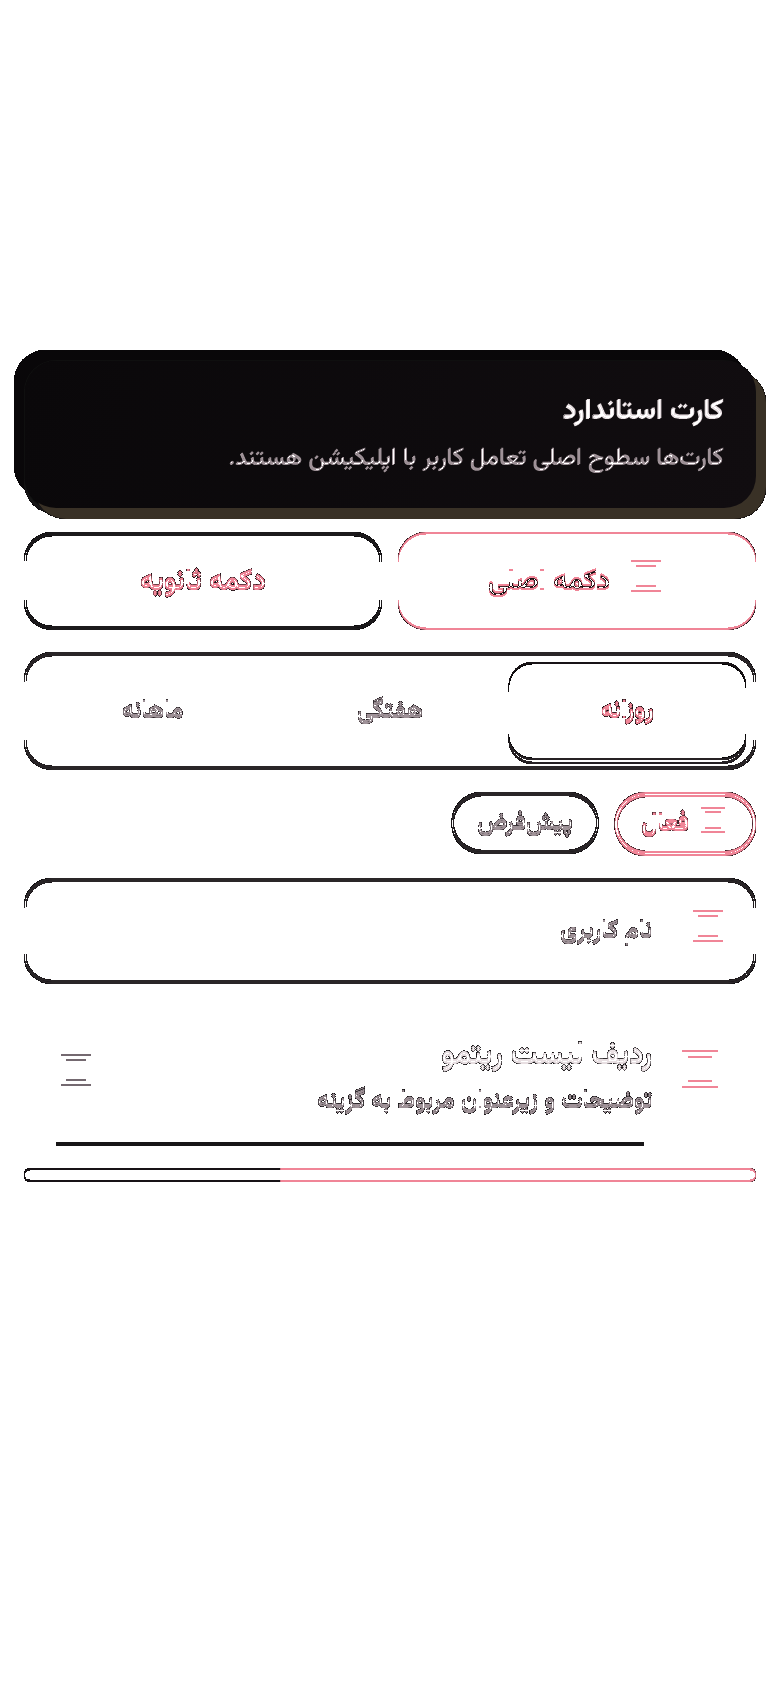 کارت استاندارد
کارت‌ها سطوح اصلی تعامل کاربر با اپلیکیشن هستند.
دکمه اصلی
دکمه ثانویه
روزانه
هفتگی
ماهانه
فعال
پیش‌فرض
نام کاربری
ردیف لیست ریتمو
توضیحات و زیرعنوان مربوط به گزینه